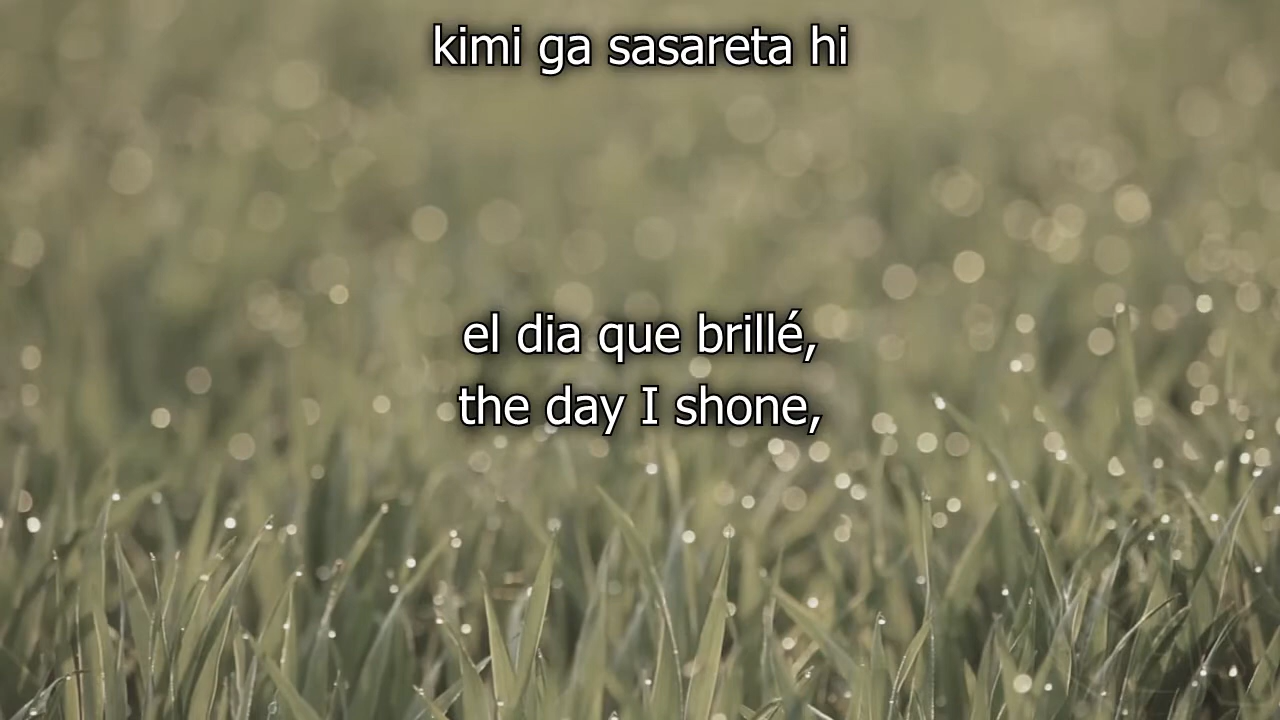 kimi ga sasareta hi
el dia que brillé,
the day I shone,